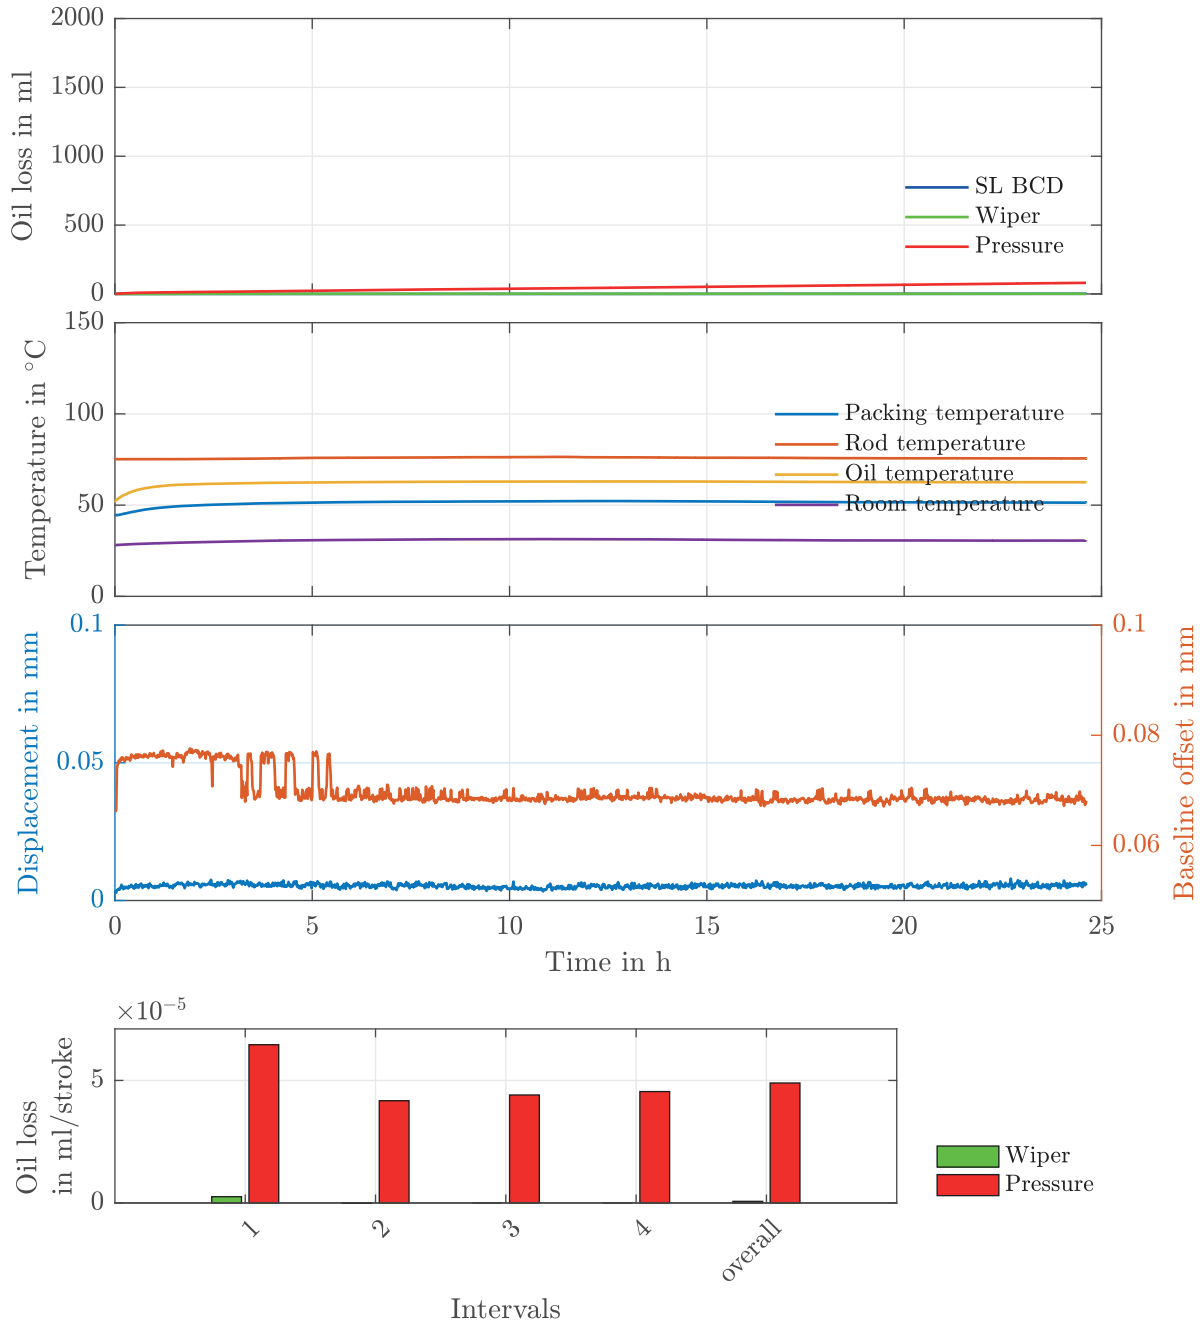 2000
1500
1000
500
0
Oil loss in ml
SL BCD
Wiper
Pressure
150
100
50
0
Temperature in °C
Packing temperature
Rod temperature
Oil temperature
Room temperature
0.1
0.05
0
Displacement in mm
0.1
0.08
0.06
Baseline offset in mm
0 5 10 15 20 25
Time in h
×10⁻⁵
5
0
Oil loss
in ml/stroke
1 2 3 4 overall
Intervals
Wiper
Pressure